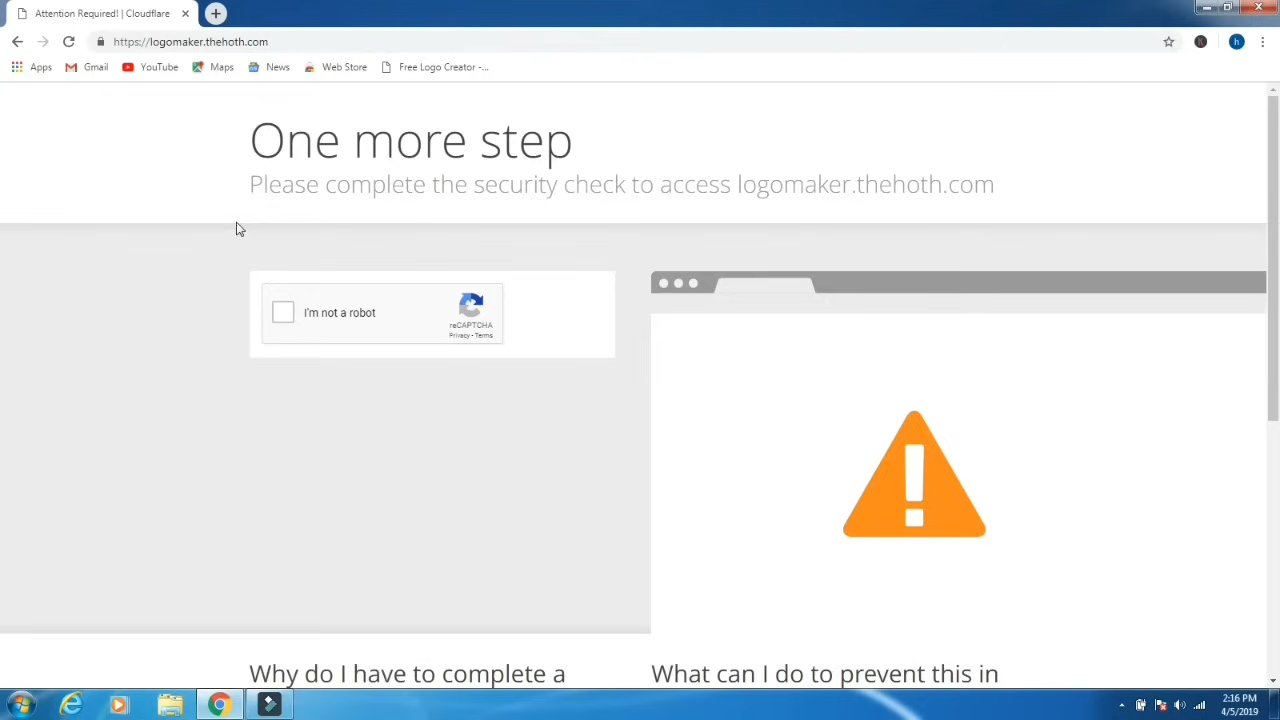 Attention Required! | Cloudflare
https://logomaker.thehoth.com
h
Apps Gmail YouTube Maps News Web Store Free Logo Creator -...
One more step
Please complete the security check to access logomaker.thehoth.com
I'm not a robot
reCAPTCHA
Privacy - Terms
Why do I have to complete a
What can I do to prevent this in
2:16 PM
4/5/2019